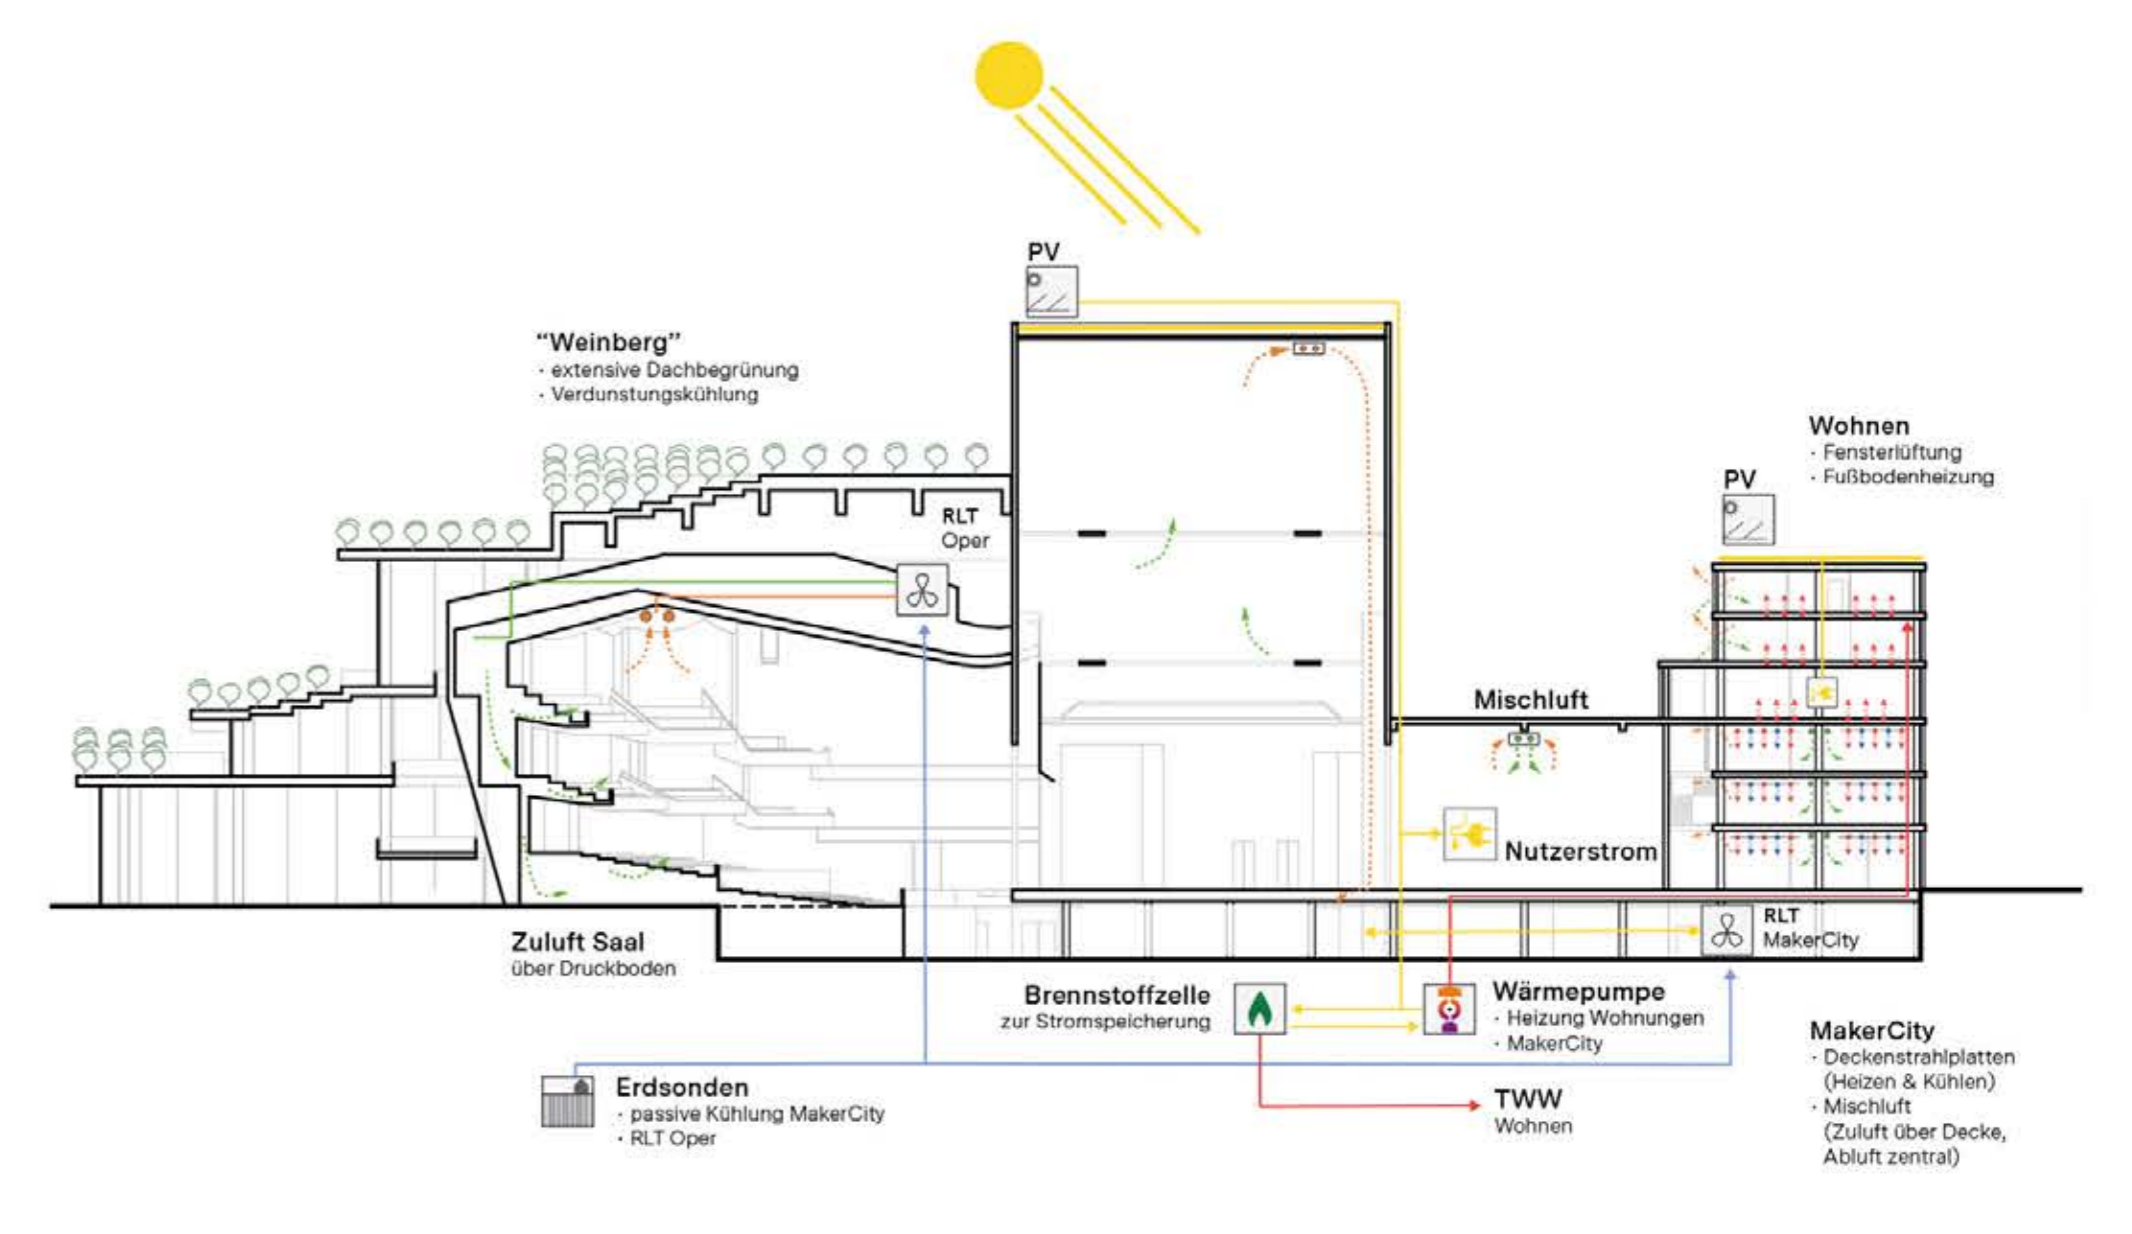 PV
“Weinberg”
· extensive Dachbegrünung
· Verdunstungskühlung
Wohnen
· Fensterlüftung
· Fußbodenheizung
PV
RLT
Oper
Mischluft
Nutzerstrom
RLT
MakerCity
Zuluft Saal
über Druckboden
Brennstoffzelle
zur Stromspeicherung
Wärmepumpe
· Heizung Wohnungen
· MakerCity
MakerCity
· Deckenstrahlplatten
(Heizen & Kühlen)
· Mischluft
(Zuluft über Decke,
Abluft zentral)
Erdsonden
· passive Kühlung MakerCity
· RLT Oper
TWW
Wohnen